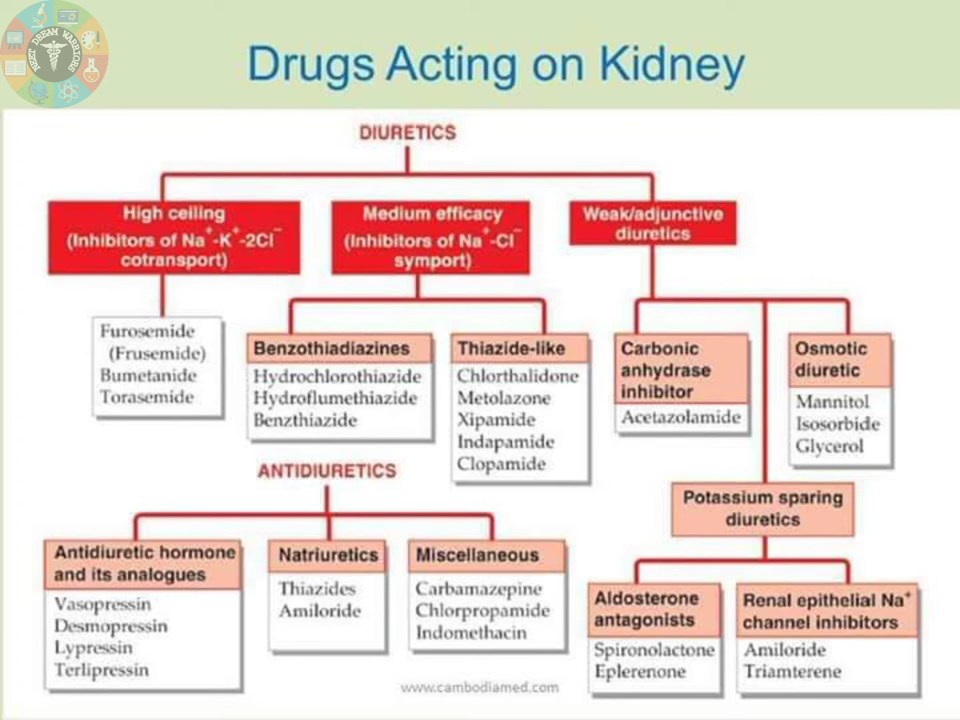 NEET DREAM WARRIORS
Drugs Acting on Kidney
DIURETICS
High ceiling
(Inhibitors of Na⁺-K⁺-2Cl⁻
cotransport)
Medium efficacy
(Inhibitors of Na⁺-Cl⁻
symport)
Weak/adjunctive
diuretics
Furosemide
(Frusemide)
Bumetanide
Torasemide
Benzothiadiazines
Hydrochlorothiazide
Hydroflumethiazide
Benzthiazide
Thiazide-like
Chlorthalidone
Metolazone
Xipamide
Indapamide
Clopamide
Carbonic
anhydrase
inhibitor
Acetazolamide
Osmotic
diuretic
Mannitol
Isosorbide
Glycerol
Potassium sparing
diuretics
Aldosterone
antagonists
Spironolactone
Eplerenone
Renal epithelial Na⁺
channel inhibitors
Amiloride
Triamterene
ANTIDIURETICS
Antidiuretic hormone
and its analogues
Vasopressin
Desmopressin
Lypressin
Terlipressin
Natriuretics
Thiazides
Amiloride
Miscellaneous
Carbamazepine
Chlorpropamide
Indomethacin
www.cambodiamed.com